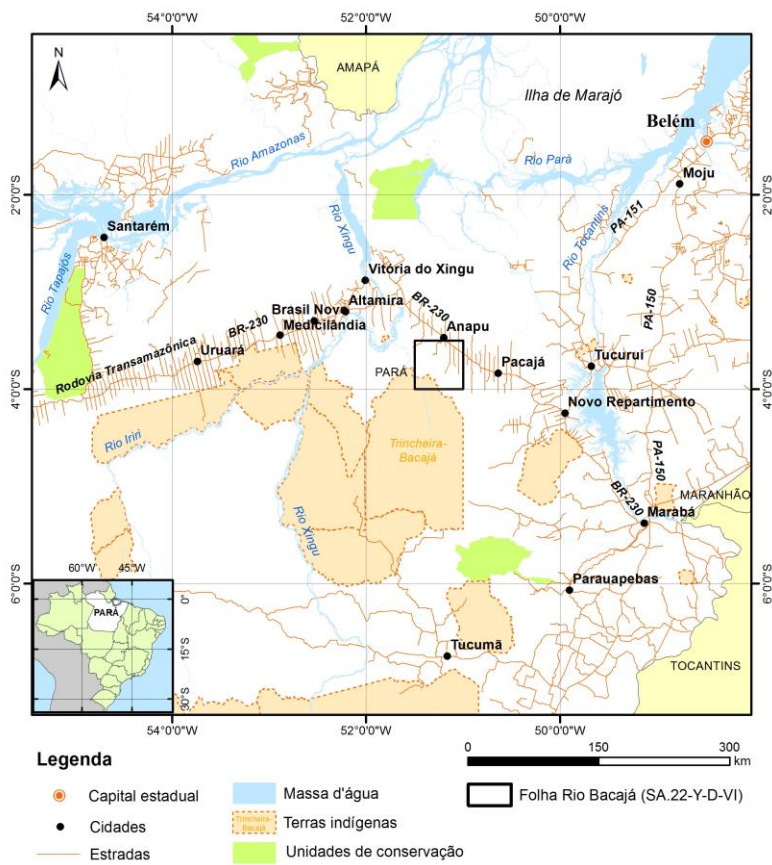 54°0'0"W
52°0'0"W
50°0'0"W
N
AMAPÁ
Ilha de Marajó
Belém
Rio Amazonas
Rio Pará
Moju
2°0'0"S
2°0'0"S
Santarém
Rio Xingu
Rio Tocantins
PA-151
Rio Tapajós
Vitória do Xingu
Altamira
Brasil Novo
BR-230
BR-230
Medicilândia
Anapu
PA-150
Uruará
Rodovia Transamazônica
PARÁ
Pacajá
Tucuruí
4°0'0"S
4°0'0"S
Novo Repartimento
Rio Iriri
Trincheira-
Bacajá
PA-150
MARANHÃO
BR-230
Marabá
Rio Xingu
Parauapebas
6°0'0"S
6°0'0"S
60°W
45°W
0°
PARÁ
15°S
30°S
Tucumã
TOCANTINS
54°0'0"W
52°0'0"W
50°0'0"W
Legenda
0
150
300
km
Capital estadual
Massa d'água
Folha Rio Bacajá (SA.22-Y-D-VI)
Cidades
Trincheira-
Bacajá
Terras indígenas
Estradas
Unidades de conservação